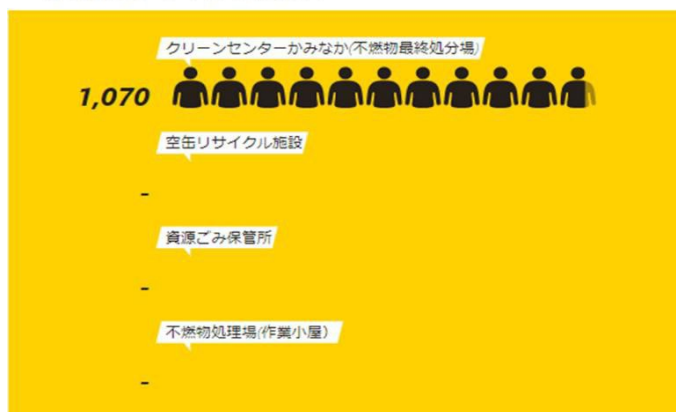 クリーンセンターかみなか(不燃物最終処分場)
1,070
空缶リサイクル施設
-
資源ごみ保管所
-
不燃物処理場(作業小屋)
-